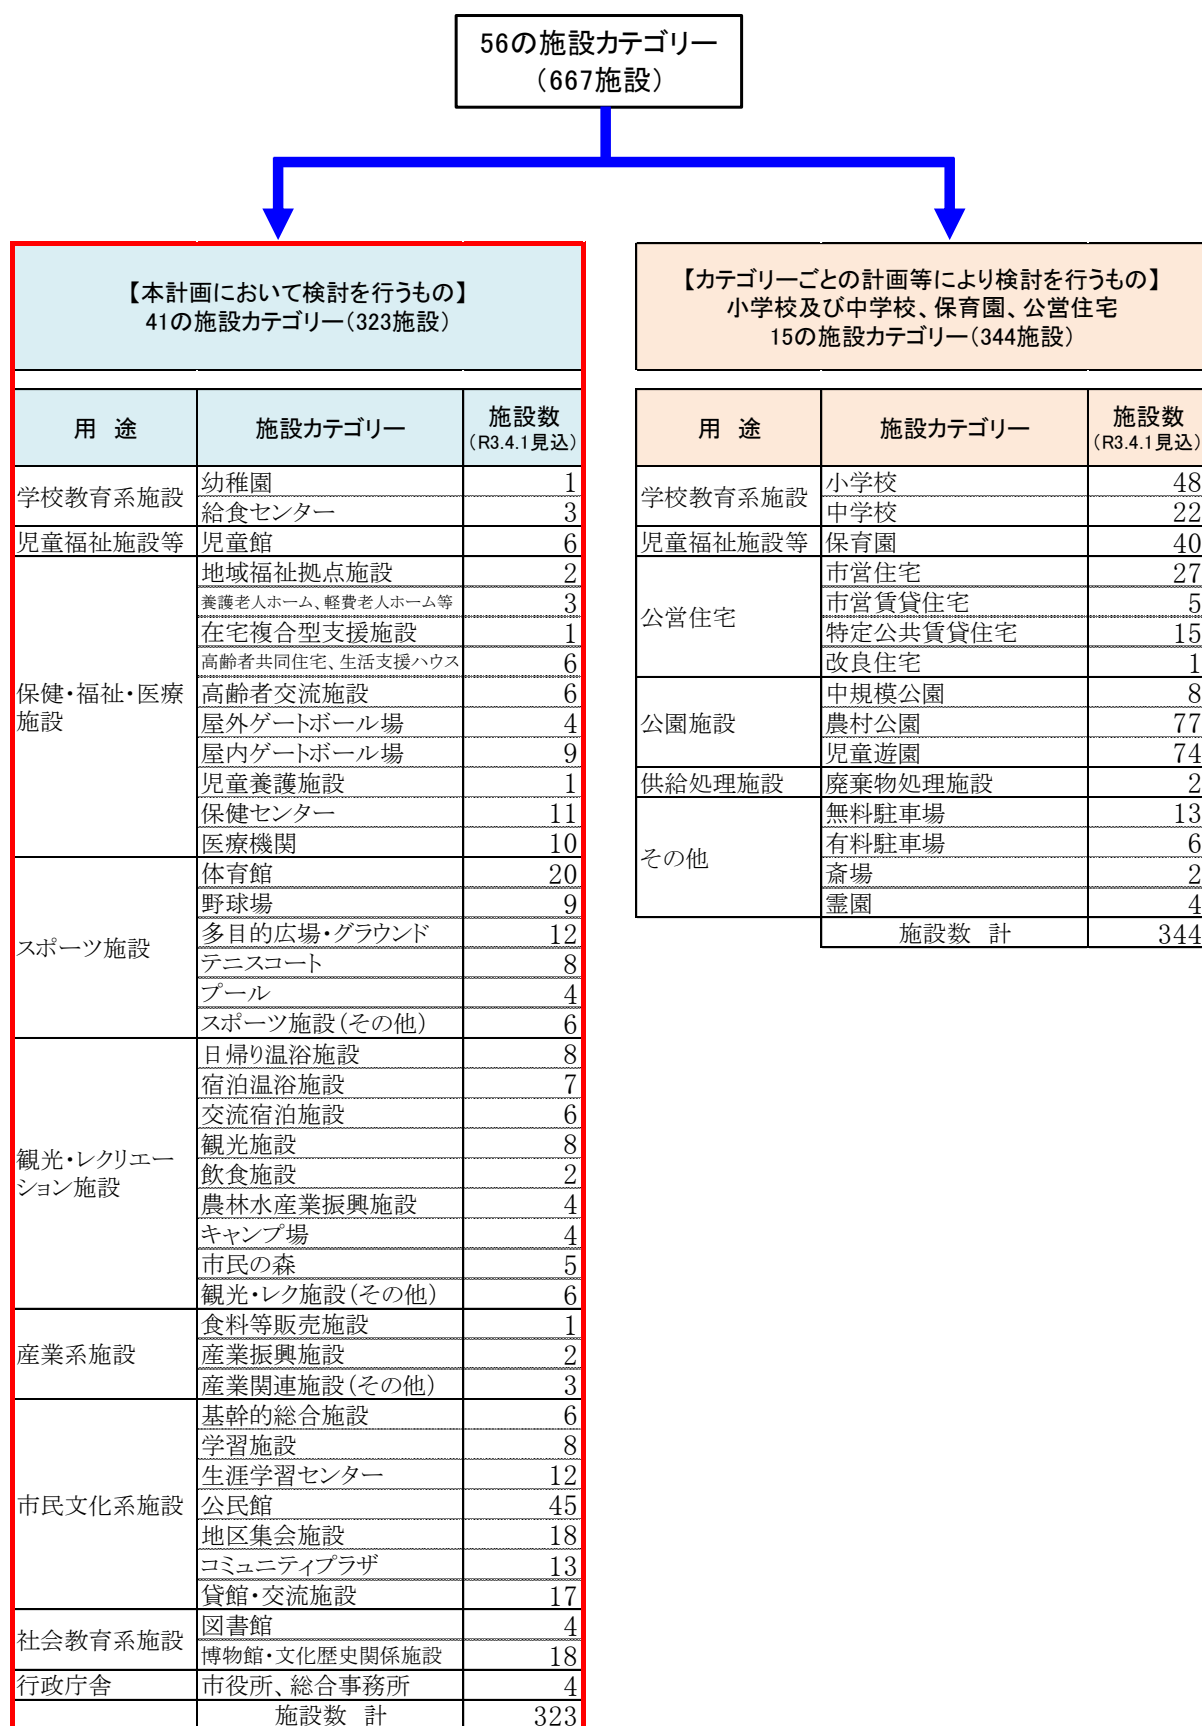 56の施設カテゴリー
（667施設）
【本計画において検討を行うもの】
41の施設カテゴリー（323施設）
用　途 施設カテゴリー 施設数
（R3.4.1見込）
学校教育系施設 幼稚園 1
給食センター 3
児童福祉施設等 児童館 6
保健・福祉・医療施設 地域福祉拠点施設 2
養護老人ホーム、軽費老人ホーム等 3
在宅複合型支援施設 1
高齢者共同住宅、生活支援ハウス 6
高齢者交流施設 6
屋外ゲートボール場 4
屋内ゲートボール場 9
児童養護施設 1
保健センター 11
医療機関 10
スポーツ施設 体育館 20
野球場 9
多目的広場・グラウンド 12
テニスコート 8
プール 4
スポーツ施設（その他） 6
観光・レクリエーション施設 日帰り温浴施設 8
宿泊温浴施設 7
交流宿泊施設 6
観光施設 8
飲食施設 2
農林水産業振興施設 4
キャンプ場 4
市民の森 5
観光・レク施設（その他） 6
産業系施設 食料等販売施設 1
産業振興施設 2
産業関連施設（その他） 3
市民文化系施設 基幹的総合施設 6
学習施設 8
生涯学習センター 12
公民館 45
地区集会施設 18
コミュニティプラザ 13
貸館・交流施設 17
社会教育系施設 図書館 4
博物館・文化歴史関係施設 18
行政庁舎 市役所、総合事務所 4
施設数　計 323
【カテゴリーごとの計画等により検討を行うもの】
小学校及び中学校、保育園、公営住宅
15の施設カテゴリー（344施設）
用　途 施設カテゴリー 施設数
（R3.4.1見込）
学校教育系施設 小学校 48
中学校 22
児童福祉施設等 保育園 40
公営住宅 市営住宅 27
市営賃貸住宅 5
特定公共賃貸住宅 15
改良住宅 1
公園施設 中規模公園 8
農村公園 77
児童遊園 74
供給処理施設 廃棄物処理施設 2
その他 無料駐車場 13
有料駐車場 6
斎場 2
霊園 4
施設数　計 344